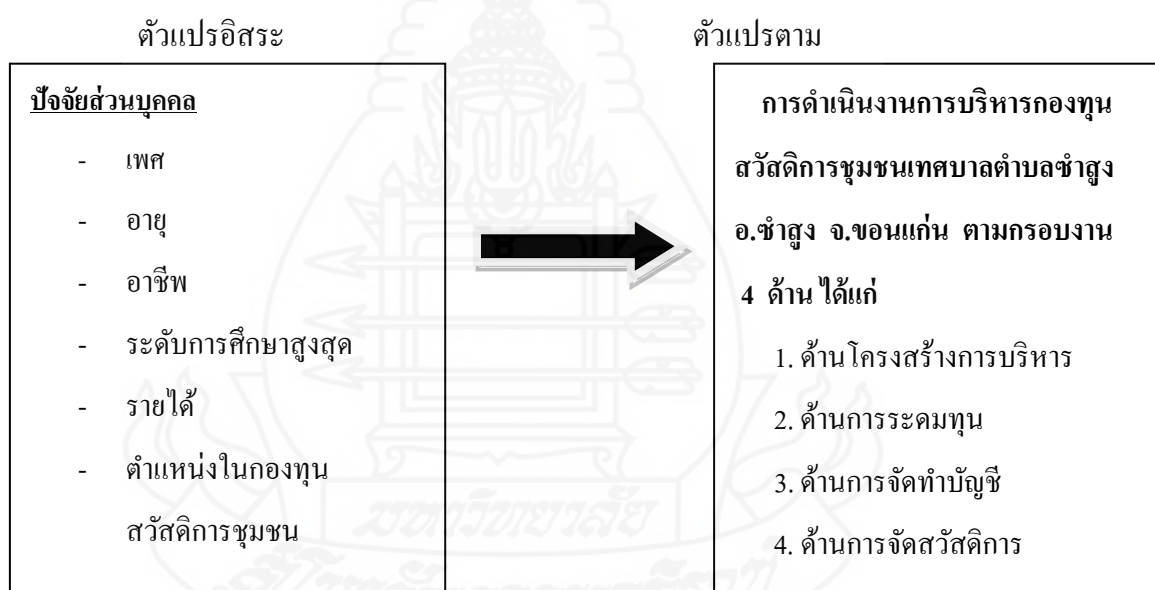 ตัวแปรอิสระ
ตัวแปรตาม
ปัจจัยส่วนบุคคล
- เพศ
- อายุ
- อาชีพ
- ระดับการศึกษาสูงสุด
- รายได้
- ตำแหน่งในกองทุน
สวัสดิการชุมชน
การดำเนินงานการบริหารกองทุน
สวัสดิการชุมชนเทศบาลตำบลซำสูง
อ.ซำสูง จ.ขอนแก่น ตามกรอบงาน
4 ด้าน ได้แก่
1. ด้านโครงสร้างการบริหาร
2. ด้านการระดมทุน
3. ด้านการจัดทำบัญชี
4. ด้านการจัดสวัสดิการ